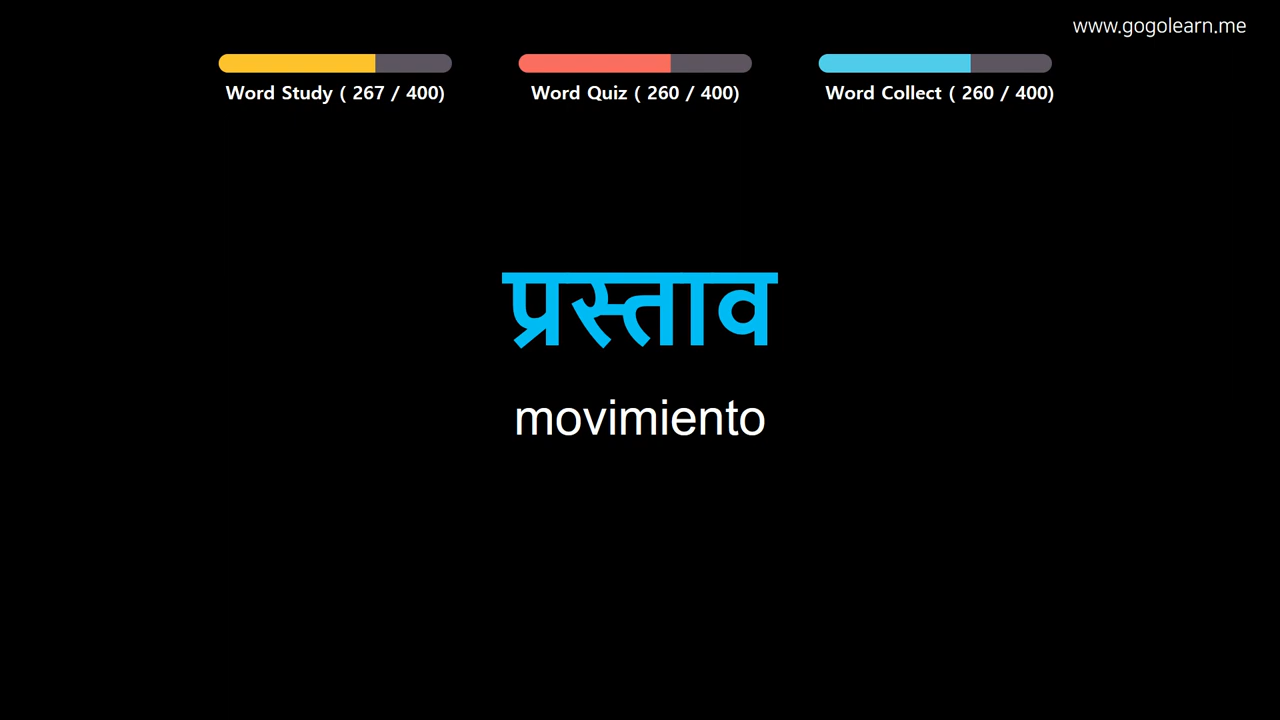 www.gogolearn.me
Word Study ( 267 / 400)
Word Quiz ( 260 / 400)
Word Collect ( 260 / 400)
प्रस्ताव
movimiento